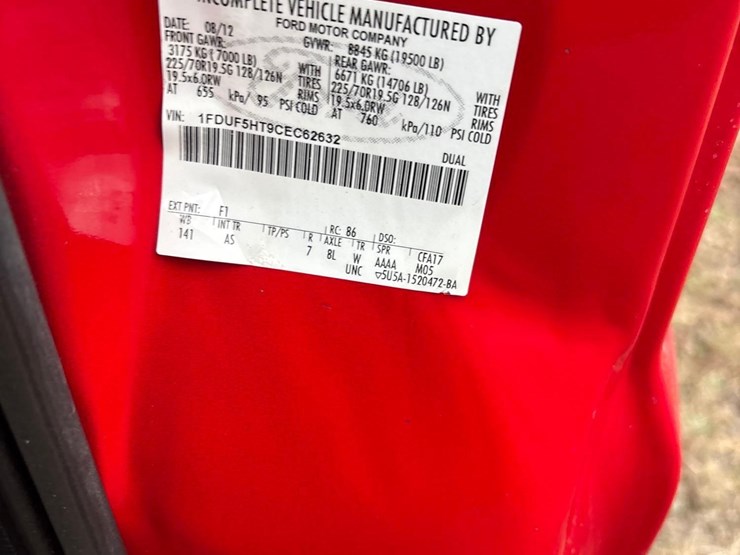 INCOMPLETE VEHICLE MANUFACTURED BY
FORD MOTOR COMPANY
DATE: 08/12 GVWR: 8845 KG (19500 LB)
FRONT GAWR: REAR GAWR:
3175 KG (7000 LB) WITH 6671 KG (14706 LB) WITH
225/70R19.5G 128/126N TIRES 225/70R19.5G 128/126N TIRES
19.5x6.0RW RIMS 19.5x6.0RW RIMS
AT 655 kPa/ 95 PSI COLD AT 760 kPa/110 PSI COLD
VIN: 1FDUF5HT9CEC62632 DUAL
EXT PNT: F1 RC: 86 DSO:
WB INT TR TP/PS R AXLE TR SPR CFA17
141 AS 7 8L W AAAA M05
UNC ▽5U5A-1520472-BA